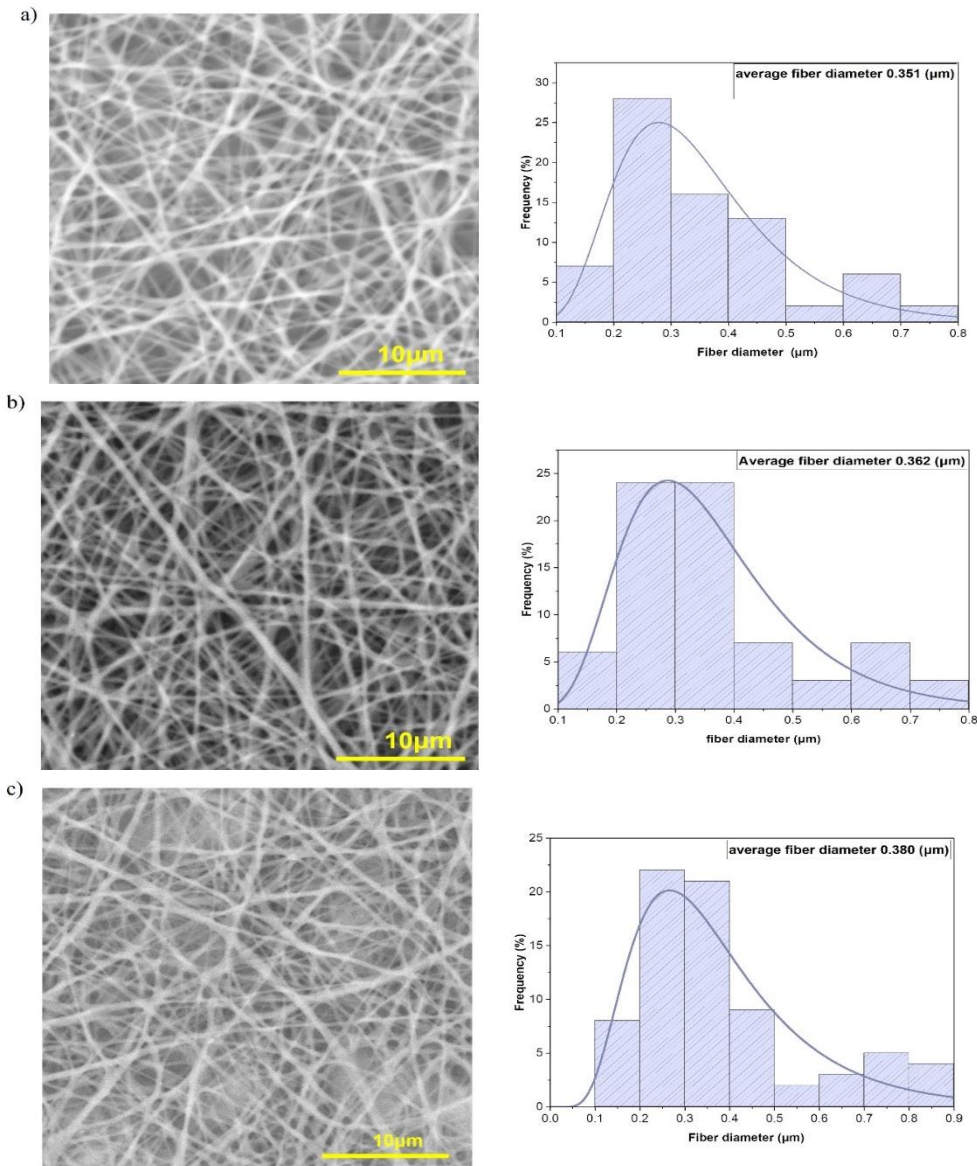 a)
average fiber diameter 0.351 (µm)
30
25
20
15
10
5
0
Frequency (%)
0.1 0.2 0.3 0.4 0.5 0.6 0.7 0.8
Fiber diameter (µm)
10µm
b)
Average fiber diameter 0.362 (µm)
25
20
15
10
5
0
Frequency (%)
0.1 0.2 0.3 0.4 0.5 0.6 0.7 0.8
fiber diameter (µm)
10µm
c)
average fiber diameter 0.380 (µm)
25
20
15
10
5
0
Frequency (%)
0.0 0.1 0.2 0.3 0.4 0.5 0.6 0.7 0.8 0.9
Fiber diameter (µm)
10µm